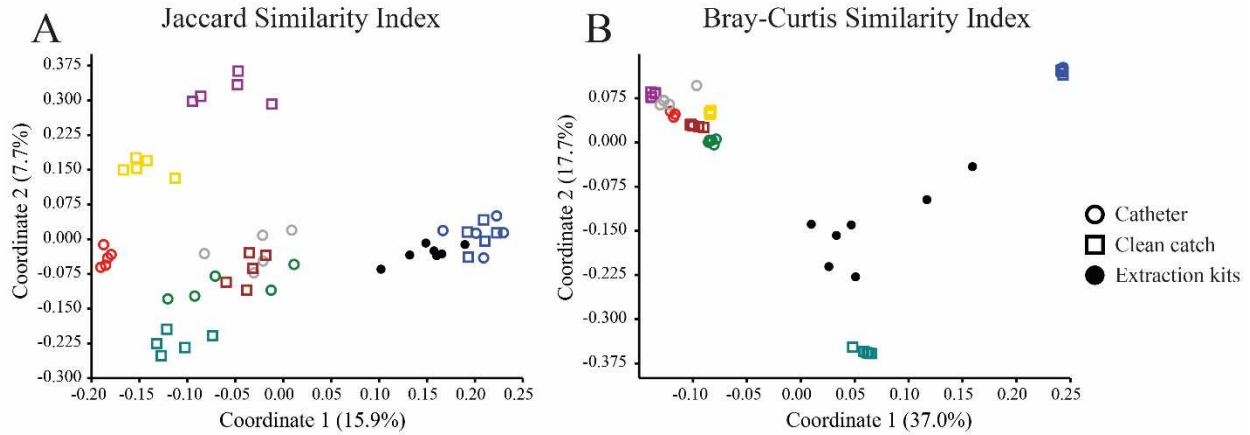 A
Jaccard Similarity Index
0.375
0.300
0.225
0.150
0.075
0.000
-0.075
-0.150
-0.225
-0.300
Coordinate 2 (7.7%)
-0.20 -0.15 -0.10 -0.05 0.00 0.05 0.10 0.15 0.20 0.25
Coordinate 1 (15.9%)
B
Bray-Curtis Similarity Index
0.075
0.000
-0.075
-0.150
-0.225
-0.300
-0.375
Coordinate 2 (17.7%)
-0.10 -0.05 0.00 0.05 0.10 0.15 0.20 0.25
Coordinate 1 (37.0%)
Catheter
Clean catch
Extraction kits